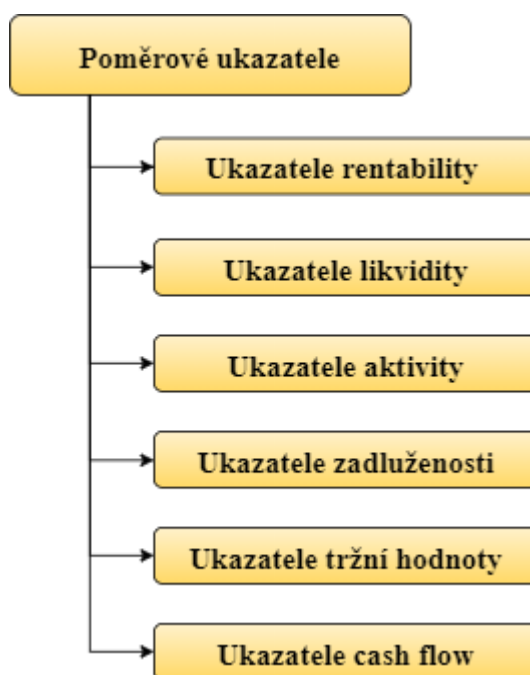 Poměrové ukazatele
Ukazatele rentability
Ukazatele likvidity
Ukazatele aktivity
Ukazatele zadluženosti
Ukazatele tržní hodnoty
Ukazatele cash flow